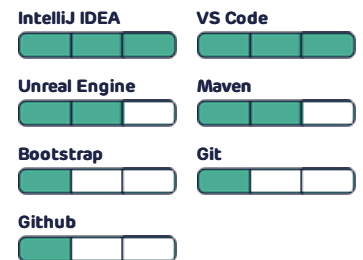 IntelliJ IDEA
VS Code
Unreal Engine
Maven
Bootstrap
Git
Github